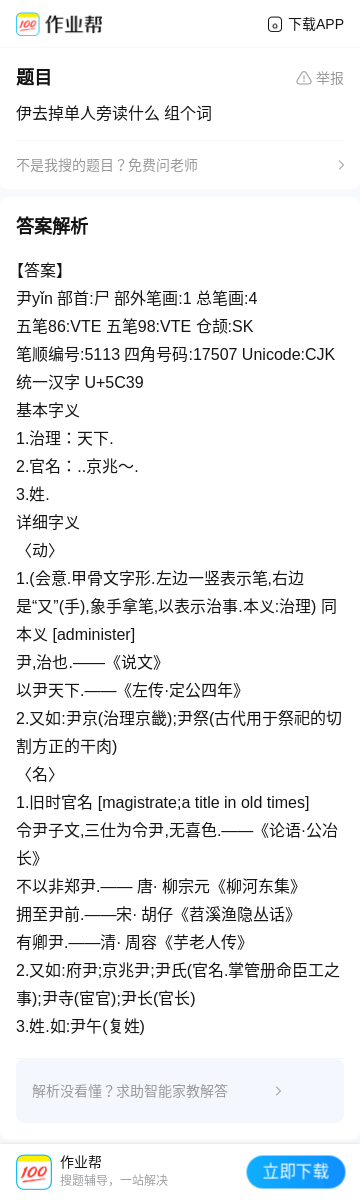 作业帮
下载APP
题目
举报
伊去掉单人旁读什么 组个词
不是我搜的题目？免费问老师
答案解析
【答案】
尹yǐn 部首:尸 部外笔画:1 总笔画:4
五笔86:VTE 五笔98:VTE 仓颉:SK
笔顺编号:5113 四角号码:17507 Unicode:CJK
统一汉字 U+5C39
基本字义
1.治理：天下.
2.官名：..京兆～.
3.姓.
详细字义
〈动〉
1.(会意.甲骨文字形.左边一竖表示笔,右边
是“又”(手),象手拿笔,以表示治事.本义:治理) 同
本义 [administer]
尹,治也.——《说文》
以尹天下.——《左传·定公四年》
2.又如:尹京(治理京畿);尹祭(古代用于祭祀的切
割方正的干肉)
〈名〉
1.旧时官名 [magistrate;a title in old times]
令尹子文,三仕为令尹,无喜色.——《论语·公冶
长》
不以非郑尹.—— 唐· 柳宗元《柳河东集》
拥至尹前.——宋· 胡仔《苕溪渔隐丛话》
有卿尹.——清· 周容《芋老人传》
2.又如:府尹;京兆尹;尹氏(官名.掌管册命臣工之
事);尹寺(宦官);尹长(官长)
3.姓.如:尹午(复姓)
解析没看懂？求助智能家教解答
100
作业帮
搜题辅导，一站解决
立即下载